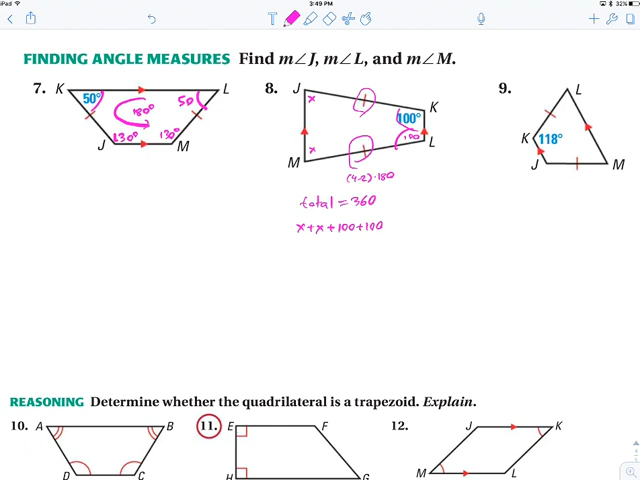 iPad
3:49 PM
32%
FINDING ANGLE MEASURES Find m∠J, m∠L, and m∠M.
7. K L
50° 50
180°
130° 130°
J M
8. J
x
K
100°
100
L
x
M
(4-2)·180
total = 360
x+x+100+100
9. L
K 118°
J M
REASONING Determine whether the quadrilateral is a trapezoid. Explain.
10. A B
D C
11. E F
H G
12. J K
M L